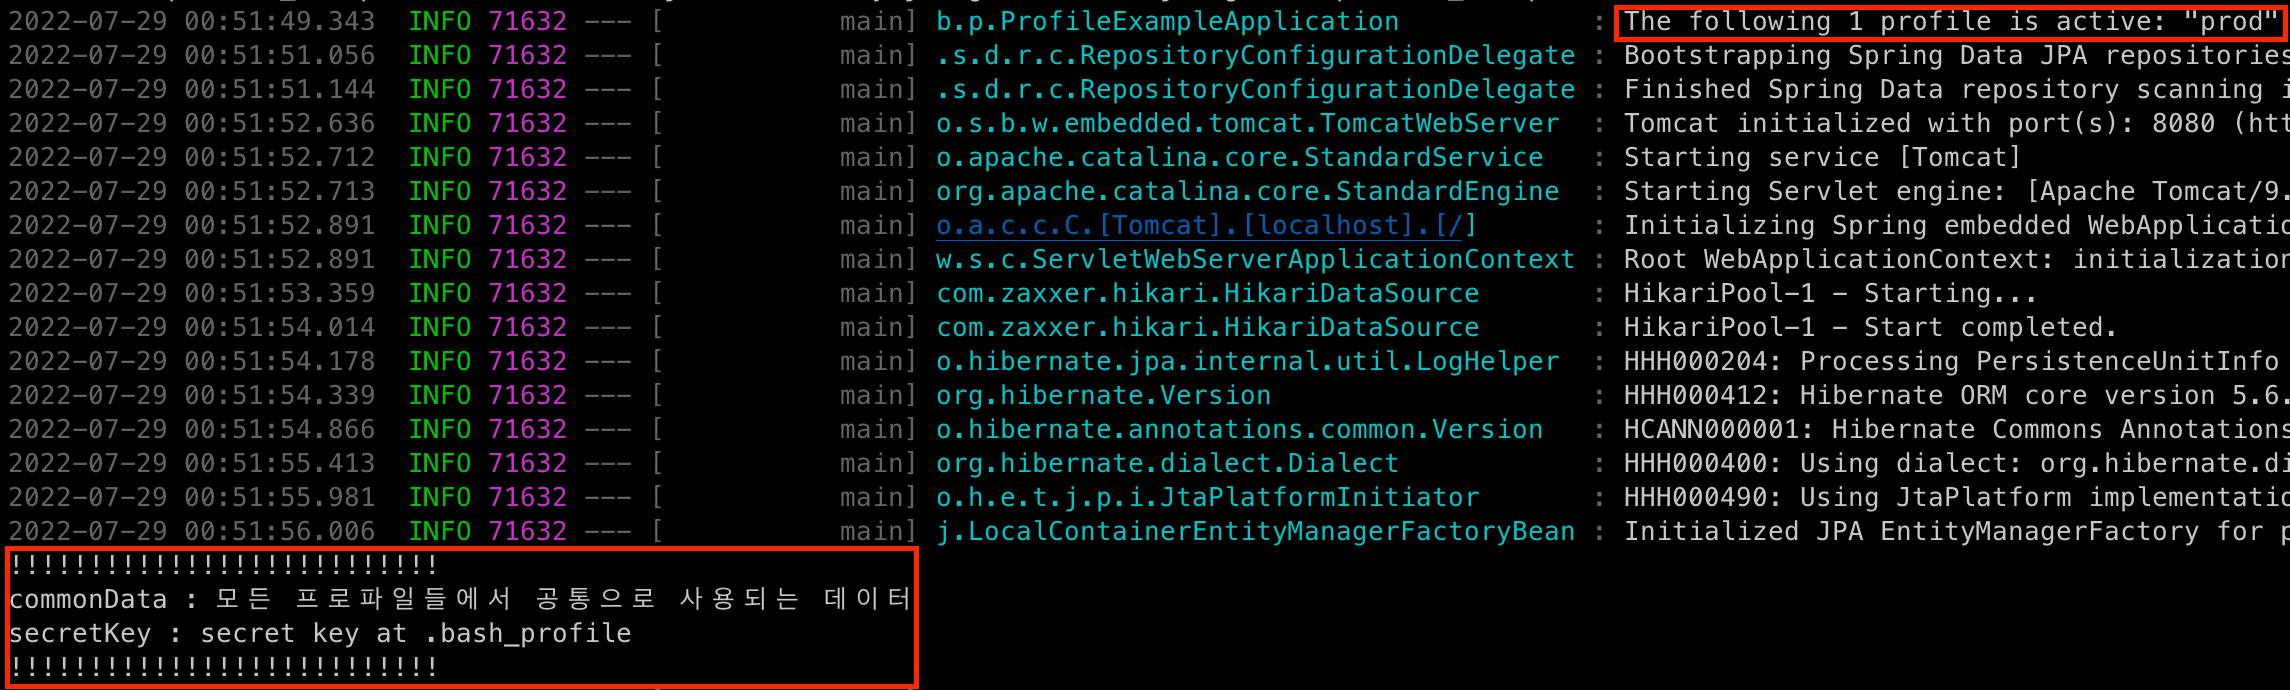 2022-07-29 00:51:49.343  INFO 71632 --- [           main] b.p.ProfileExampleApplication            : The following 1 profile is active: "prod"
2022-07-29 00:51:51.056  INFO 71632 --- [           main] .s.d.r.c.RepositoryConfigurationDelegate : Bootstrapping Spring Data JPA repositories
2022-07-29 00:51:51.144  INFO 71632 --- [           main] .s.d.r.c.RepositoryConfigurationDelegate : Finished Spring Data repository scanning i
2022-07-29 00:51:52.636  INFO 71632 --- [           main] o.s.b.w.embedded.tomcat.TomcatWebServer  : Tomcat initialized with port(s): 8080 (htt
2022-07-29 00:51:52.712  INFO 71632 --- [           main] o.apache.catalina.core.StandardService   : Starting service [Tomcat]
2022-07-29 00:51:52.713  INFO 71632 --- [           main] org.apache.catalina.core.StandardEngine  : Starting Servlet engine: [Apache Tomcat/9.
2022-07-29 00:51:52.891  INFO 71632 --- [           main] o.a.c.c.C.[Tomcat].[localhost].[/]       : Initializing Spring embedded WebApplicatio
2022-07-29 00:51:52.891  INFO 71632 --- [           main] w.s.c.ServletWebServerApplicationContext : Root WebApplicationContext: initialization
2022-07-29 00:51:53.359  INFO 71632 --- [           main] com.zaxxer.hikari.HikariDataSource       : HikariPool-1 - Starting...
2022-07-29 00:51:54.014  INFO 71632 --- [           main] com.zaxxer.hikari.HikariDataSource       : HikariPool-1 - Start completed.
2022-07-29 00:51:54.178  INFO 71632 --- [           main] o.hibernate.jpa.internal.util.LogHelper  : HHH000204: Processing PersistenceUnitInfo
2022-07-29 00:51:54.339  INFO 71632 --- [           main] org.hibernate.Version                    : HHH000412: Hibernate ORM core version 5.6.
2022-07-29 00:51:54.866  INFO 71632 --- [           main] o.hibernate.annotations.common.Version   : HCANN000001: Hibernate Commons Annotations
2022-07-29 00:51:55.413  INFO 71632 --- [           main] org.hibernate.dialect.Dialect            : HHH000400: Using dialect: org.hibernate.di
2022-07-29 00:51:55.981  INFO 71632 --- [           main] o.h.e.t.j.p.i.JtaPlatformInitiator       : HHH000490: Using JtaPlatform implementatio
2022-07-29 00:51:56.006  INFO 71632 --- [           main] j.LocalContainerEntityManagerFactoryBean : Initialized JPA EntityManagerFactory for p
!!!!!!!!!!!!!!!!!!!!!!!!!!!
commonData : 모든 프로파일들에서 공통으로 사용되는 데이터
secretKey : secret key at .bash_profile
!!!!!!!!!!!!!!!!!!!!!!!!!!!